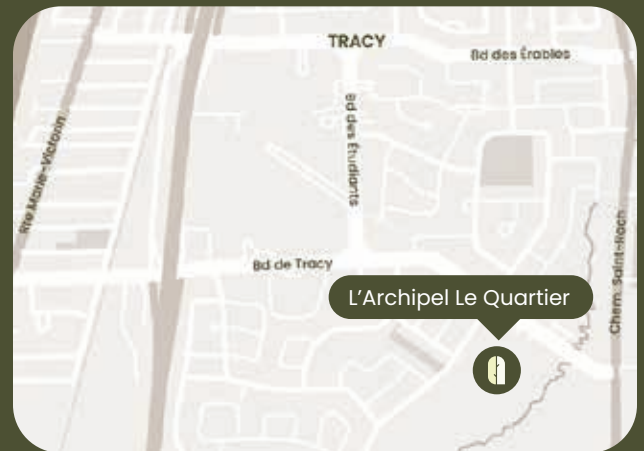 TRACY
Bd des Érables
Bd des Étudiants
Rte Marie-Victorin
Bd de Tracy
L’Archipel Le Quartier
Chem. Saint-Roch